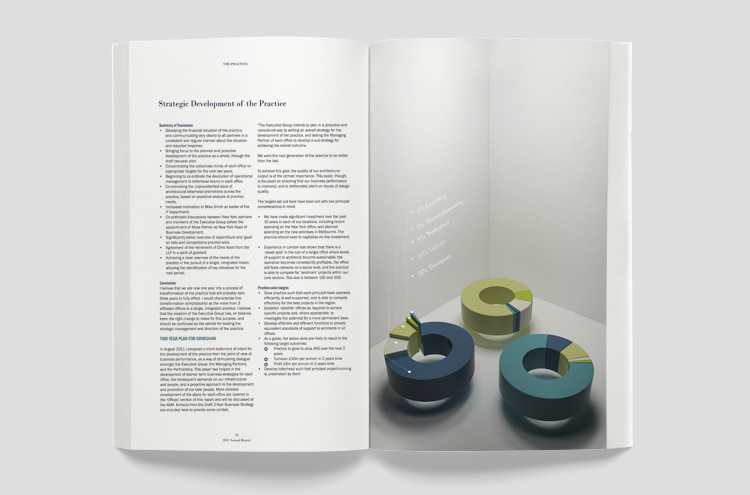 THE PRACTICE
Strategic Development of the Practice
Summary of Successes
• Steadying the financial situation of the practice,
and communicating very clearly to all partners in a
consistent and regular manner about the situation
and required response.
• Bringing focus to the planned and proactive
development of the practice as a whole, through the
draft two-year plan.
• Concentrating the collectives minds of each office on
appropriate targets for the next two years.
• Beginning to co-ordinate the devolution of operational
management to letterhead teams in each office.
• Co-ordinating the unprecedented wave of
architectural letterhead promotions across the
practice, based on proactive analysis of practice
needs.
• Increased motivation to Mike Smith as leader of the
IT department.
• Co-ordinated discussions between New York partners
and members of the Executive Group before the
appointment of Mojie Palmer as New York Head of
Business Development.
• Significantly better overview of expenditure and 'good'
on bids and competitions practice-wide.
• Agreement of the retirement of Chris Nash from the
LLP in a spirit of goodwill.
• Achieving a clear overview of the needs of the
practice in the pursuit of a single, integrated mission,
allowing the identification of key initiatives for the
next period.
Conclusion
I believe that we are now one year into a process of
transformation of the practice that will probably take
three years to fully effect. I would characterise this
transformation simplistically as the move from 3
affiliated offices to a single, integrated practice. I believe
that the creation of the Executive Group has, on balance,
been the right change to make for this purpose, and
should be continued as the vehicle for leading the
strategic management and direction of the practice.
TWO YEAR PLAN FOR GRIMSHAW
In August 2011 I presented a short statement of intent for
the development of the practice from the point of view of
business performance, as a way of stimulating dialogue
amongst the Executive Group, the Managing Partners
and the Partnership. This paper has helped in the
development of shorter term business strategies for each
office, the consequent demands on our infrastructure
and people, and a proactive approach to the development
and promotion of our best people. More detailed
development of the plans for each office are covered in
the 'Offices' section of this report and will be discussed at
the AGM. Extracts from the Draft 2 Year Business Strategy
are included here to provide some context.
"The Executive Group intends to plan in a proactive and
considered way by setting an overall strategy for the
development of the practice, and asking the Managing
Partner of each office to develop a sub-strategy for
achieving the overall outcome.
We want the next generation of the practice to be better
than the last.
To achieve this goal, the quality of our architectural
output is of the utmost importance. This paper, though,
is focussed on ensuring that our business performance
is improved, and is deliberately silent on issues of design
quality.
The targets set out here have been set with two principal
considerations in mind:
• We have made significant investment over the past
10 years in each of our locations, including recent
spending on the New York office, and planned
spending on the new premises in Melbourne. The
practice should work to capitalise on this investment.
• Experience in London has shown that there is a
'sweet spot' in the size of a single office where levels
of support to architects become sustainable, the
operation becomes consistently profitable, the office
still feels cohesive on a social level, and the practice
is able to compete for 'landmark' projects within our
core sectors. This size is between 100 and 150.
Practice-wide targets
• Grow practice such that each principal base operates
efficiently, is well-supported, and is able to compete
effectively for the best projects in the region.
• Establish 'satellite' offices as required to service
specific projects and, where appropriate, to
investigate the potential for a more permanent base.
• Develop effective and efficient functions to provide
equivalent standards of support to architects in all
offices.
• As a guide, the above aims are likely to result in the
following target outcomes:
Practice to grow to circa 400 over the next 2
years
Turnover £30m per annum in 2 years time
Profit £6m per annum in 2 years time
• Develop letterhead such that principal project-running
is undertaken by them
2012 Annual Report
• 2% Leisure
• 2% Masterplanning
• 8% Workplace
• 10% Culture
• 78% Transport